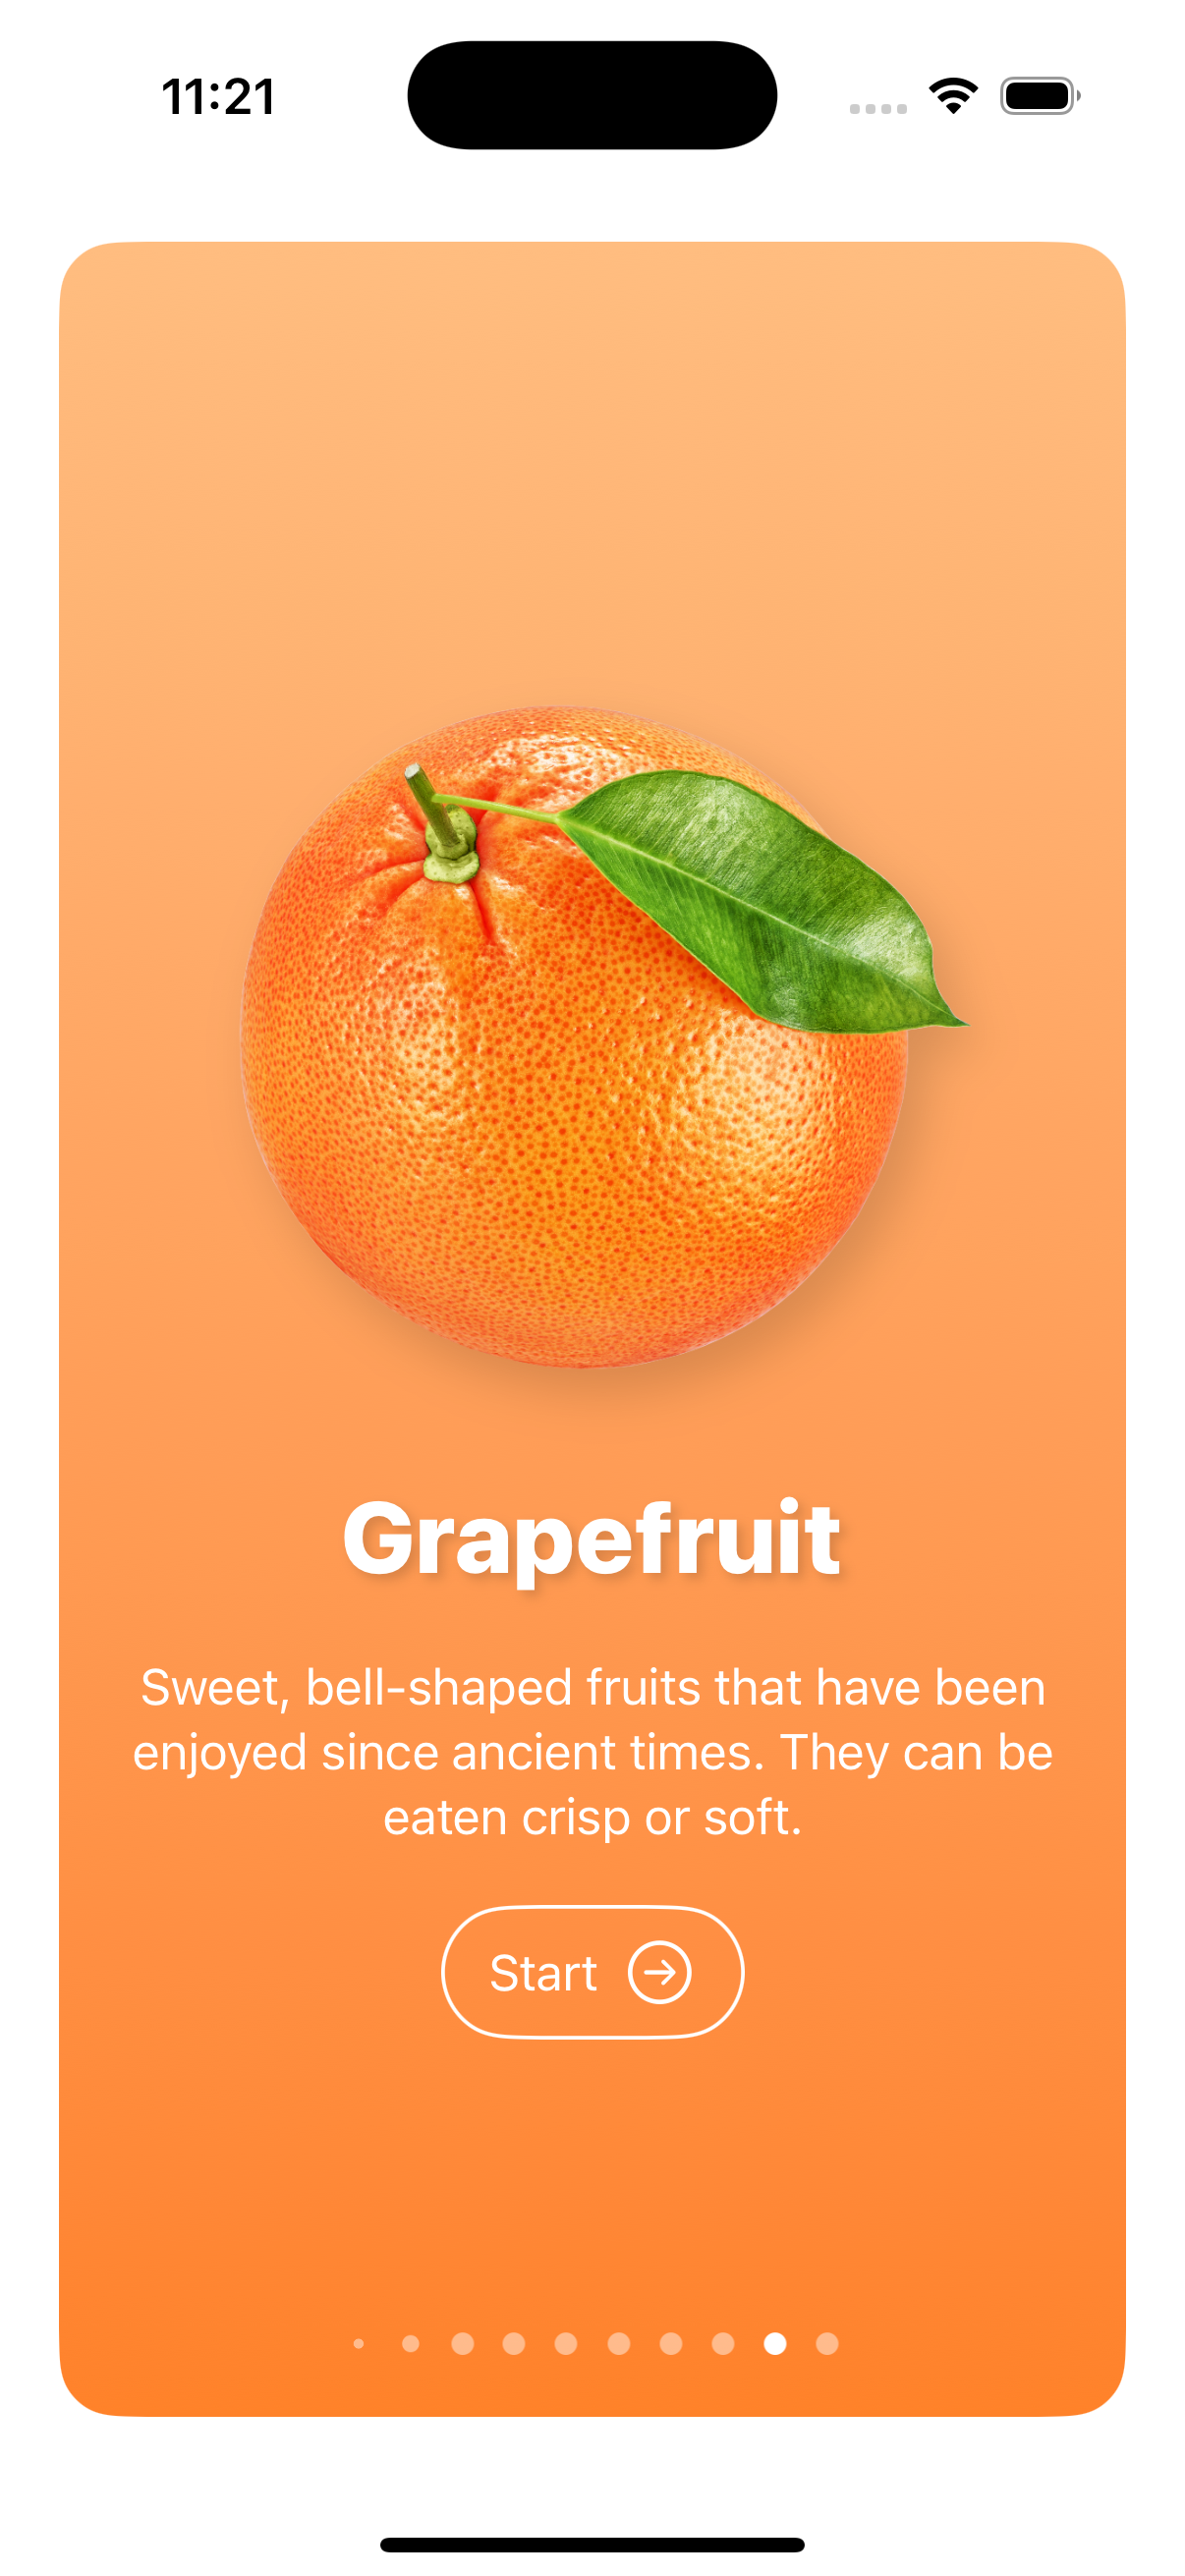 11:21
Grapefruit
Sweet, bell-shaped fruits that have been
enjoyed since ancient times. They can be
eaten crisp or soft.
Start